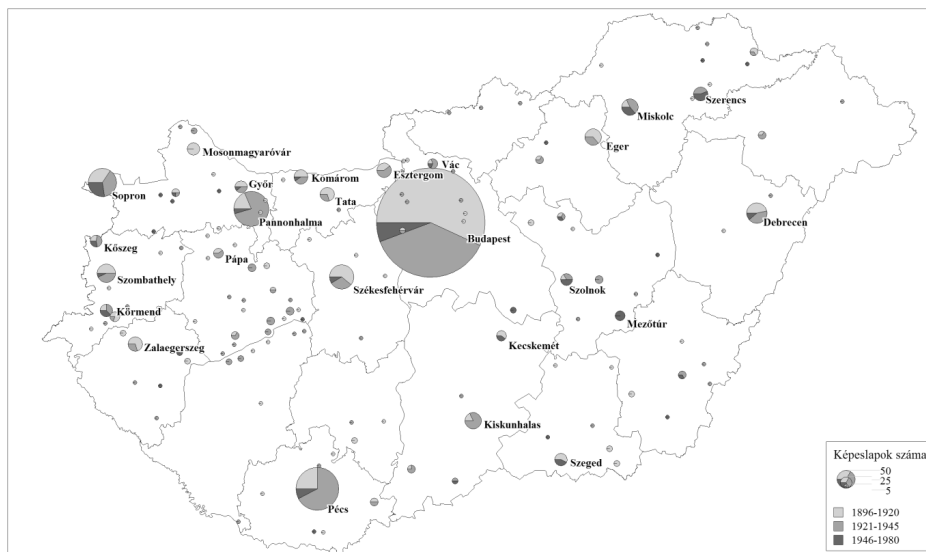 Szerencs
Miskolc
Eger
Mosonmagyaróvár
Vác
Esztergom
Komárom
Győr
Sopron
Tata
Pannonhalma
Debrecen
Budapest
Kőszeg
Pápa
Szombathely
Székesfehérvár
Szolnok
Körmend
Mezőtúr
Zalaegerszeg
Kecskemét
Kiskunhalas
Szeged
Pécs
Képeslapok száma
50
25
5
1896-1920
1921-1945
1946-1980